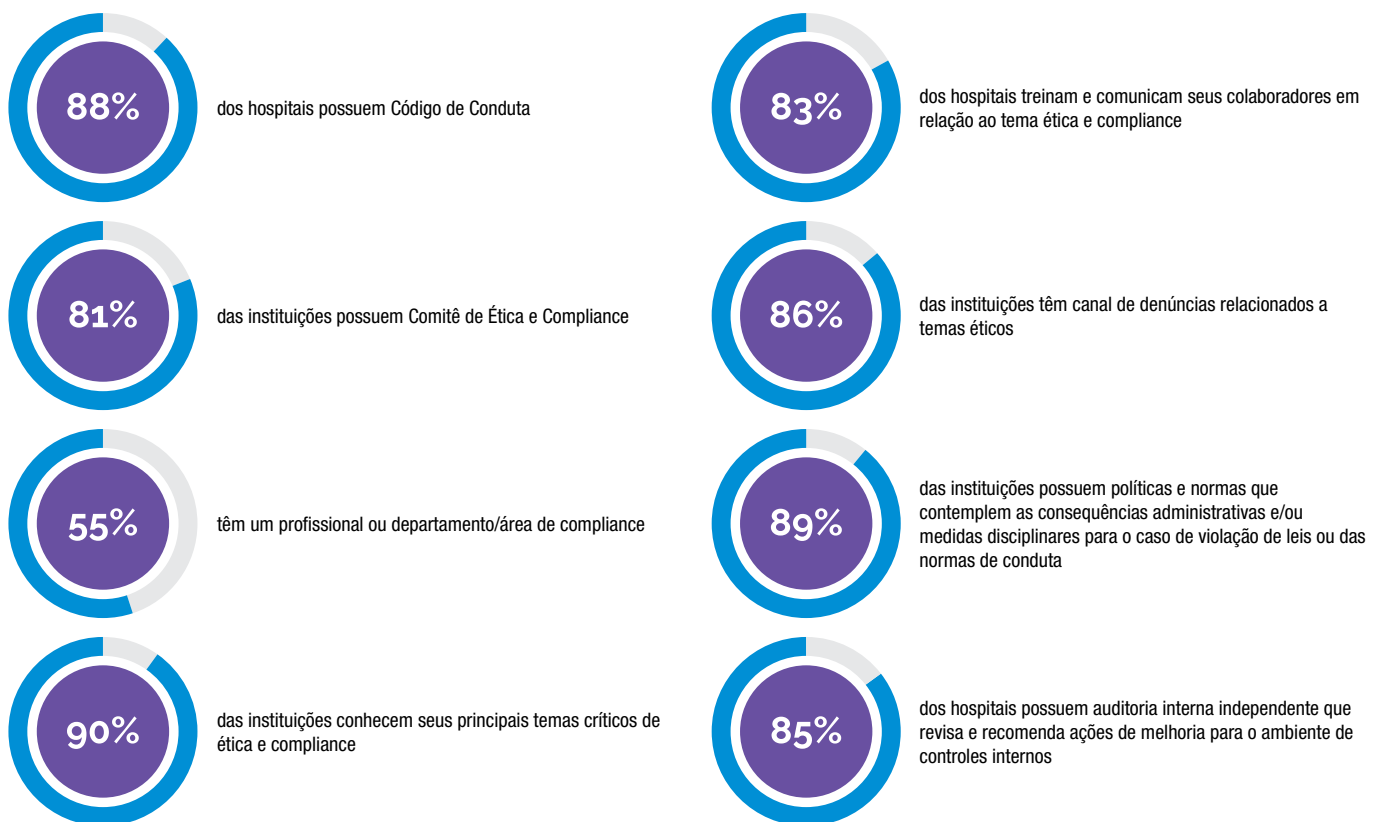 88%
dos hospitais possuem Código de Conduta
83%
dos hospitais treinam e comunicam seus colaboradores em
relação ao tema ética e compliance
81%
das instituições possuem Comitê de Ética e Compliance
86%
das instituições têm canal de denúncias relacionados a
temas éticos
55%
têm um profissional ou departamento/área de compliance
89%
das instituições possuem políticas e normas que
contemplem as consequências administrativas e/ou
medidas disciplinares para o caso de violação de leis ou das
normas de conduta
90%
das instituições conhecem seus principais temas críticos de
ética e compliance
85%
dos hospitais possuem auditoria interna independente que
revisa e recomenda ações de melhoria para o ambiente de
controles internos